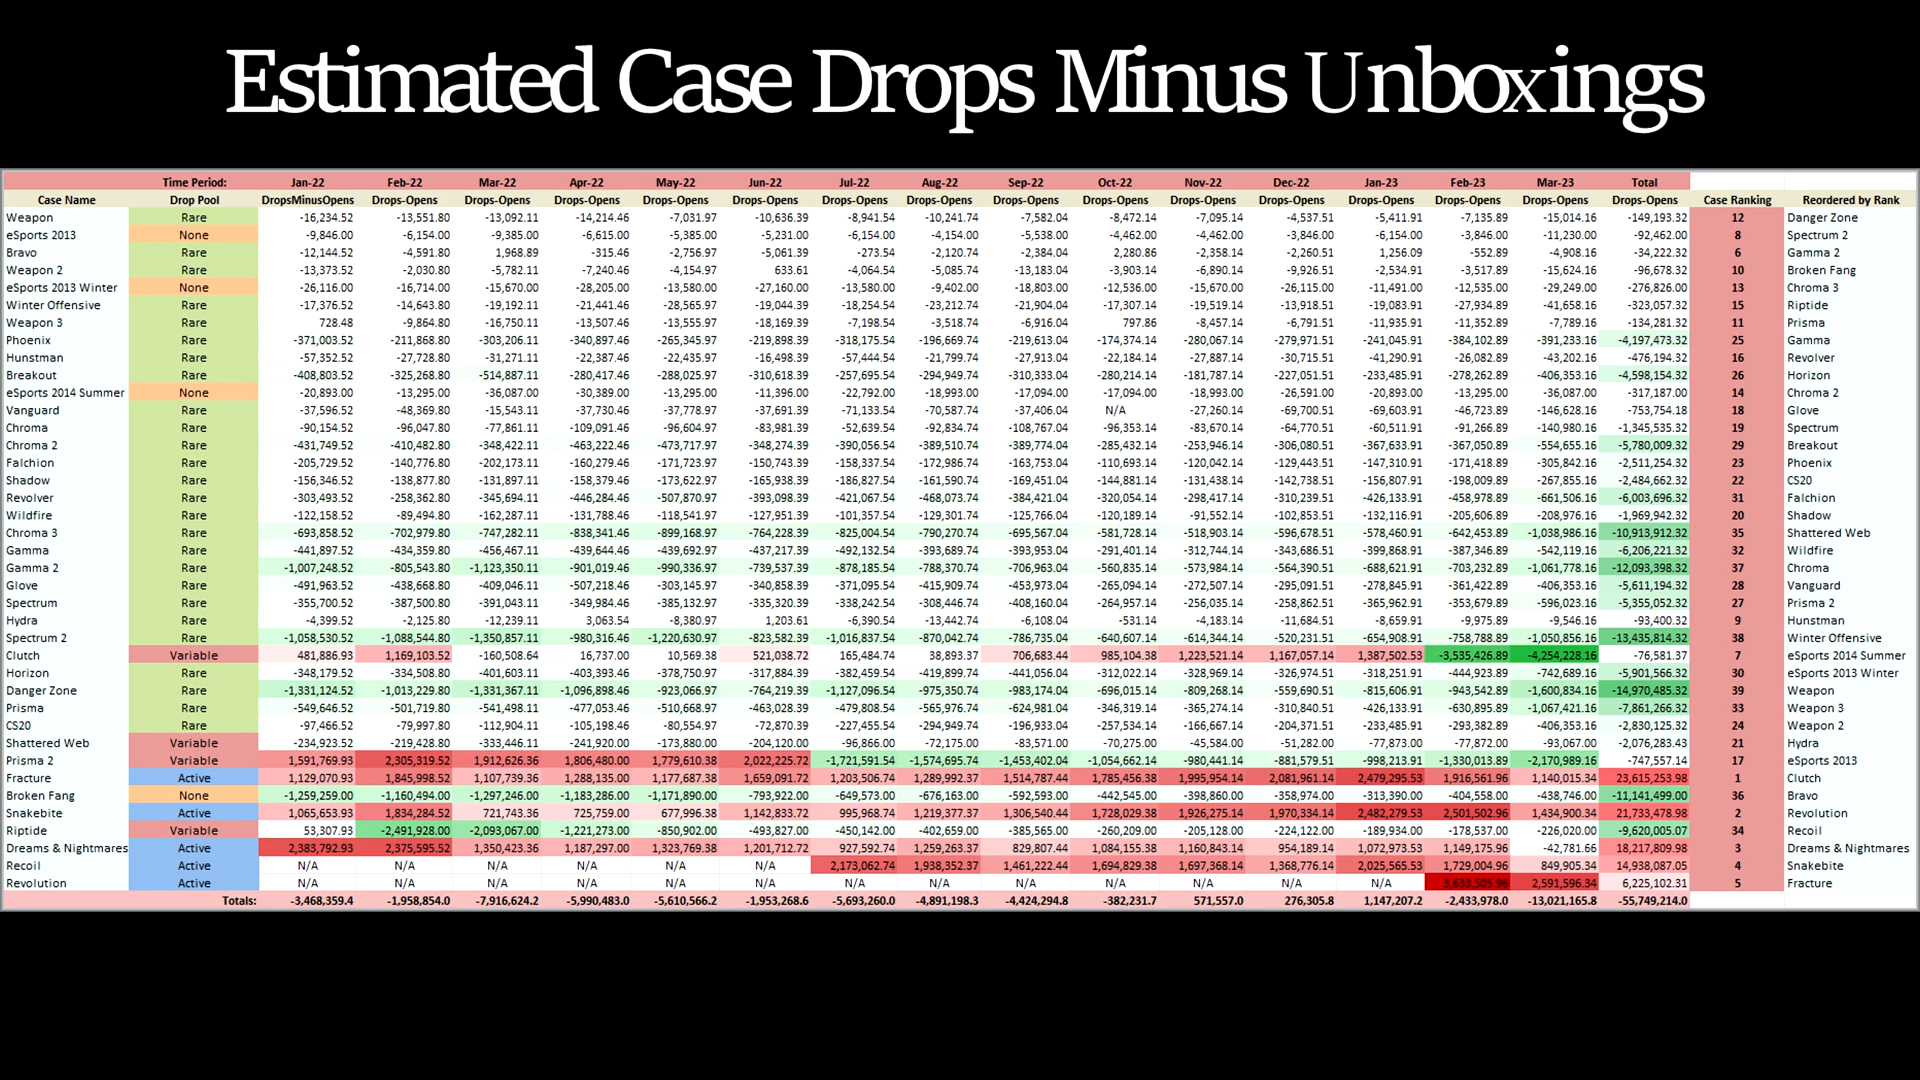 Estimated Case Drops Minus Unboxings
Time Period: Jan-22 Feb-22 Mar-22 Apr-22 May-22 Jun-22 Jul-22 Aug-22 Sep-22 Oct-22 Nov-22 Dec-22 Jan-23 Feb-23 Mar-23 Total
Case Name Drop Pool DropsMinusOpens Drops-Opens Drops-Opens Drops-Opens Drops-Opens Drops-Opens Drops-Opens Drops-Opens Drops-Opens Drops-Opens Drops-Opens Drops-Opens Drops-Opens Drops-Opens Drops-Opens Drops-Opens Case Ranking Reordered by Rank
Weapon Rare -16,234.52 -13,551.80 -13,092.11 -14,214.46 -7,031.97 -10,636.39 -8,941.54 -10,241.74 -7,582.04 -8,472.14 -7,095.14 -4,537.51 -5,411.91 -7,135.89 -15,014.16 -149,193.32 12 Danger Zone
eSports 2013 None -9,846.00 -6,154.00 -9,385.00 -6,615.00 -5,385.00 -5,231.00 -6,154.00 -4,154.00 -5,538.00 -4,462.00 -4,462.00 -3,846.00 -6,154.00 -3,846.00 -11,230.00 -92,462.00 8 Spectrum 2
Bravo Rare -12,144.52 -4,591.80 1,968.89 -315.46 -2,756.97 -5,061.39 -273.54 -2,120.74 -2,384.04 2,280.86 -2,358.14 -2,260.51 1,256.09 -552.89 -4,908.16 -34,222.32 6 Gamma 2
Weapon 2 Rare -13,373.52 -2,030.80 -5,782.11 -7,240.46 -4,154.97 633.61 -4,064.54 -5,085.74 -13,183.04 -3,903.14 -6,890.14 -9,926.51 -2,534.91 -3,517.89 -15,624.16 -96,678.32 10 Broken Fang
eSports 2013 Winter None -26,116.00 -16,714.00 -15,670.00 -28,205.00 -13,580.00 -27,160.00 -13,580.00 -9,402.00 -18,803.00 -12,536.00 -15,670.00 -26,115.00 -11,491.00 -12,535.00 -29,249.00 -276,826.00 13 Chroma 3
Winter Offensive Rare -17,376.52 -14,643.80 -19,192.11 -21,441.46 -28,565.97 -19,044.39 -18,254.54 -23,212.74 -21,904.04 -17,307.14 -19,519.14 -13,918.51 -19,083.91 -27,934.89 -41,658.16 -323,057.32 15 Riptide
Weapon 3 Rare 728.48 -9,864.80 -16,750.11 -13,507.46 -13,555.97 -18,169.39 -7,198.54 -3,518.74 -6,916.04 797.86 -8,457.14 -6,791.51 -11,935.91 -11,352.89 -7,789.16 -134,281.32 11 Prisma
Phoenix Rare -371,003.52 -211,868.80 -303,206.11 -340,897.46 -265,345.97 -219,898.39 -318,175.54 -196,669.74 -219,613.04 -174,374.14 -280,067.14 -279,971.51 -241,045.91 -384,102.89 -391,233.16 -4,197,473.32 25 Gamma
Hunstman Rare -57,352.52 -27,728.80 -31,271.11 -22,387.46 -22,435.97 -16,498.39 -57,444.54 -21,799.74 -27,913.04 -22,184.14 -27,887.14 -30,715.51 -41,290.91 -26,082.89 -43,202.16 -476,194.32 16 Revolver
Breakout Rare -408,803.52 -325,268.80 -514,887.11 -280,417.46 -288,025.97 -310,618.39 -257,695.54 -294,949.74 -310,333.04 -280,214.14 -181,787.14 -227,051.51 -233,485.91 -278,262.89 -406,353.16 -4,598,154.32 26 Horizon
eSports 2014 Summer None -20,893.00 -13,295.00 -36,087.00 -30,389.00 -13,295.00 -11,396.00 -22,792.00 -18,993.00 -17,094.00 -17,094.00 -18,993.00 -26,591.00 -20,893.00 -13,295.00 -36,087.00 -317,187.00 14 Chroma 2
Vanguard Rare -37,596.52 -48,369.80 -15,543.11 -37,730.46 -37,778.97 -37,691.39 -71,133.54 -70,587.74 -37,406.04 N/A -27,260.14 -69,700.51 -69,603.91 -46,723.89 -146,628.16 -753,754.18 18 Glove
Chroma Rare -90,154.52 -96,047.80 -77,861.11 -109,091.46 -96,604.97 -83,981.39 -52,639.54 -92,834.74 -108,767.04 -96,353.14 -83,670.14 -64,770.51 -60,511.91 -91,266.89 -140,980.16 -1,345,535.32 19 Spectrum
Chroma 2 Rare -431,749.52 -410,482.80 -348,422.11 -463,222.46 -473,717.97 -348,274.39 -390,056.54 -389,510.74 -389,774.04 -285,432.14 -253,946.14 -306,080.51 -367,633.91 -367,050.89 -554,655.16 -5,780,009.32 29 Breakout
Falchion Rare -205,729.52 -140,776.80 -202,173.11 -160,279.46 -171,723.97 -150,743.39 -158,337.54 -172,986.74 -163,753.04 -110,693.14 -120,042.14 -129,443.51 -147,310.91 -171,418.89 -305,842.16 -2,511,254.32 23 Phoenix
Shadow Rare -156,346.52 -138,877.80 -131,897.11 -158,379.46 -173,622.97 -165,938.39 -186,827.54 -161,590.74 -169,451.04 -144,881.14 -131,438.14 -142,738.51 -156,807.91 -198,009.89 -267,855.16 -2,484,662.32 22 CS20
Revolver Rare -303,493.52 -258,362.80 -345,694.11 -446,284.46 -507,870.97 -393,098.39 -421,067.54 -468,073.74 -384,421.04 -320,054.14 -298,417.14 -310,239.51 -426,133.91 -458,978.89 -661,506.16 -6,003,696.32 31 Falchion
Wildfire Rare -122,158.52 -89,494.80 -162,287.11 -131,788.46 -118,541.97 -127,951.39 -101,357.54 -129,301.74 -125,766.04 -120,189.14 -91,552.14 -102,853.51 -131,116.91 -205,606.89 -208,976.16 -1,969,942.32 20 Shadow
Chroma 3 Rare -693,858.52 -702,979.80 -747,282.11 -838,341.46 -899,168.97 -764,228.39 -825,004.54 -790,270.74 -695,567.04 -581,728.14 -518,903.14 -596,678.51 -578,460.91 -642,453.89 -1,038,986.16 -10,913,912.32 35 Shattered Web
Gamma Rare -441,897.52 -434,359.80 -456,467.11 -439,644.46 -439,692.97 -437,217.39 -492,132.54 -393,689.74 -393,953.04 -291,401.14 -312,744.14 -343,686.51 -399,868.91 -387,346.89 -542,119.16 -6,206,221.32 32 Wildfire
Gamma 2 Rare -1,007,248.52 -805,543.80 -1,123,350.11 -901,019.46 -990,336.97 -739,537.39 -878,185.54 -788,370.74 -706,963.04 -560,835.14 -573,984.14 -564,390.51 -688,621.91 -703,232.89 -1,061,778.16 -12,093,398.32 37 Chroma
Glove Rare -491,963.52 -438,668.80 -409,046.11 -507,218.46 -303,145.97 -340,858.39 -371,095.54 -415,909.74 -453,973.04 -265,094.14 -272,507.14 -295,091.51 -278,845.91 -361,422.89 -406,353.16 -5,611,194.32 28 Vanguard
Spectrum Rare -355,700.52 -387,500.80 -391,043.11 -349,984.46 -385,132.97 -335,320.39 -338,242.54 -308,446.74 -408,160.04 -264,957.14 -256,035.14 -258,862.51 -365,962.91 -353,679.89 -596,023.16 -5,355,052.32 27 Prisma 2
Hydra Rare -4,399.52 -2,125.80 -12,239.11 3,063.54 -8,380.97 1,203.61 -6,390.54 -13,442.74 -6,108.04 -531.14 -4,183.14 -11,684.51 -8,659.91 -9,975.89 -9,546.16 -93,400.32 9 Hunstman
Spectrum 2 Rare -1,058,530.52 -1,088,544.80 -1,350,857.11 -980,316.46 -1,220,630.97 -823,582.39 -1,016,837.54 -870,042.74 -786,735.04 -640,607.14 -614,344.14 -520,231.51 -654,908.91 -758,788.89 -1,050,856.16 -13,435,814.32 38 Winter Offensive
Clutch Variable 481,886.93 1,169,103.52 -160,508.64 16,737.00 10,569.38 521,038.72 165,484.74 38,893.37 706,683.44 985,104.38 1,223,521.14 1,167,057.14 1,387,502.53 -3,535,426.89 -4,254,228.16 -76,581.37 7 eSports 2014 Summer
Horizon Rare -348,179.52 -334,508.80 -401,603.11 -403,393.46 -378,750.97 -317,884.39 -382,459.54 -419,899.74 -441,056.04 -312,022.14 -328,969.14 -326,974.51 -318,251.91 -444,923.89 -742,689.16 -5,901,566.32 30 eSports 2013 Winter
Danger Zone Rare -1,331,124.52 -1,013,229.80 -1,331,367.11 -1,096,898.46 -923,066.97 -764,219.39 -1,127,096.54 -975,350.74 -983,174.04 -696,015.14 -809,268.14 -559,690.51 -815,606.91 -943,542.89 -1,600,834.16 -14,970,485.32 39 Weapon
Prisma Rare -549,646.52 -501,719.80 -541,498.11 -477,053.46 -510,668.97 -463,028.39 -479,808.54 -565,976.74 -624,981.04 -346,319.14 -365,274.14 -310,840.51 -426,133.91 -630,895.89 -1,067,421.16 -7,861,266.32 33 Weapon 3
CS20 Rare -97,466.52 -79,997.80 -112,904.11 -105,198.46 -80,554.97 -72,870.39 -227,455.54 -294,949.74 -196,933.04 -257,534.14 -166,667.14 -204,371.51 -233,485.91 -293,382.89 -406,353.16 -2,830,125.32 24 Weapon 2
Shattered Web Variable -234,923.52 -219,428.80 -333,446.11 -241,920.00 -173,880.00 -204,120.00 -96,866.00 -72,175.00 -83,571.00 -70,275.00 -45,584.00 -51,282.00 -77,873.00 -77,872.00 -93,067.00 -2,076,283.43 21 Hydra
Prisma 2 Variable 1,591,769.93 2,305,319.52 1,912,626.36 1,806,480.00 1,779,610.38 2,022,225.72 -1,721,591.54 -1,574,695.74 -1,453,402.04 -1,054,662.14 -980,441.14 -881,579.51 -998,213.91 -1,330,013.89 -2,170,989.16 -747,557.14 17 eSports 2013
Fracture Active 1,129,070.93 1,845,998.52 1,107,739.36 1,288,135.00 1,177,687.38 1,659,091.72 1,203,506.74 1,289,992.37 1,514,787.44 1,785,456.38 1,995,954.14 2,081,961.14 2,479,295.53 1,916,561.96 1,140,015.34 23,615,253.98 1 Clutch
Broken Fang None -1,259,259.00 -1,160,494.00 -1,297,246.00 -1,183,286.00 -1,171,890.00 -793,922.00 -649,573.00 -676,163.00 -592,593.00 -442,545.00 -398,860.00 -358,974.00 -313,390.00 -404,558.00 -438,746.00 -11,141,499.00 36 Bravo
Snakebite Active 1,065,653.93 1,834,284.52 721,743.36 725,759.00 677,996.38 1,142,833.72 995,968.74 1,219,377.37 1,306,540.44 1,728,029.38 1,926,275.14 1,970,334.14 2,482,279.53 2,501,502.96 1,434,900.34 21,733,478.98 2 Revolution
Riptide Variable 53,307.93 -2,491,928.00 -2,093,067.00 -1,221,273.00 -850,902.00 -493,827.00 -450,142.00 -402,659.00 -385,565.00 -260,209.00 -205,128.00 -224,122.00 -189,934.00 -178,537.00 -226,020.00 -9,620,005.07 34 Recoil
Dreams & Nightmares Active 2,383,792.93 2,375,595.52 1,350,423.36 1,187,297.00 1,323,769.38 1,201,712.72 927,592.74 1,259,263.37 829,807.44 1,084,155.38 1,160,843.14 954,189.14 1,072,973.53 1,149,175.96 -42,781.66 18,217,809.98 3 Dreams & Nightmares
Recoil Active N/A N/A N/A N/A N/A N/A 2,173,062.74 1,938,352.37 1,461,222.44 1,694,829.38 1,697,368.14 1,368,776.14 2,025,565.53 1,729,004.96 849,905.34 14,938,087.05 4 Snakebite
Revolution Active N/A N/A N/A N/A N/A N/A N/A N/A N/A N/A N/A N/A N/A 3,633,505.96 2,591,596.34 6,225,102.31 5 Fracture
Totals: -3,468,359.4 -1,958,854.0 -7,916,624.2 -5,990,483.0 -5,610,566.2 -1,953,268.6 -5,693,260.0 -4,891,198.3 -4,424,294.8 -382,231.7 571,557.0 276,305.8 1,147,207.2 -2,433,978.0 -13,021,165.8 -55,749,214.0